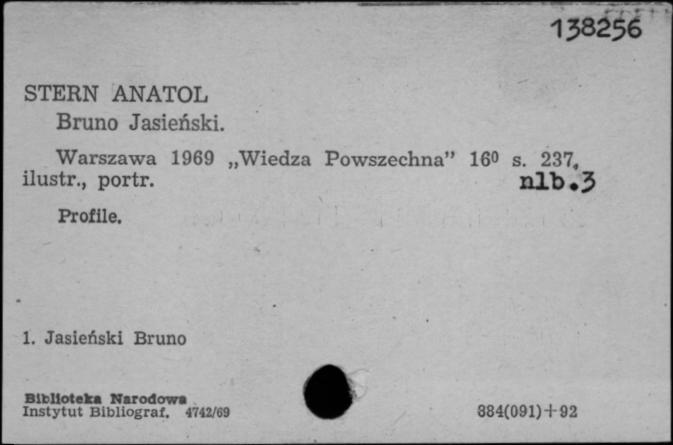 138256
STERN ANATOL
Bruno Jasieński.
Warszawa 1969 „Wiedza Powszechna” 16⁰ s. 237,
ilustr., portr. nlb.3
Profile.
1. Jasieński Bruno
Biblioteka Narodowa
Instytut Bibliograf. 4742/69
884(091)+92